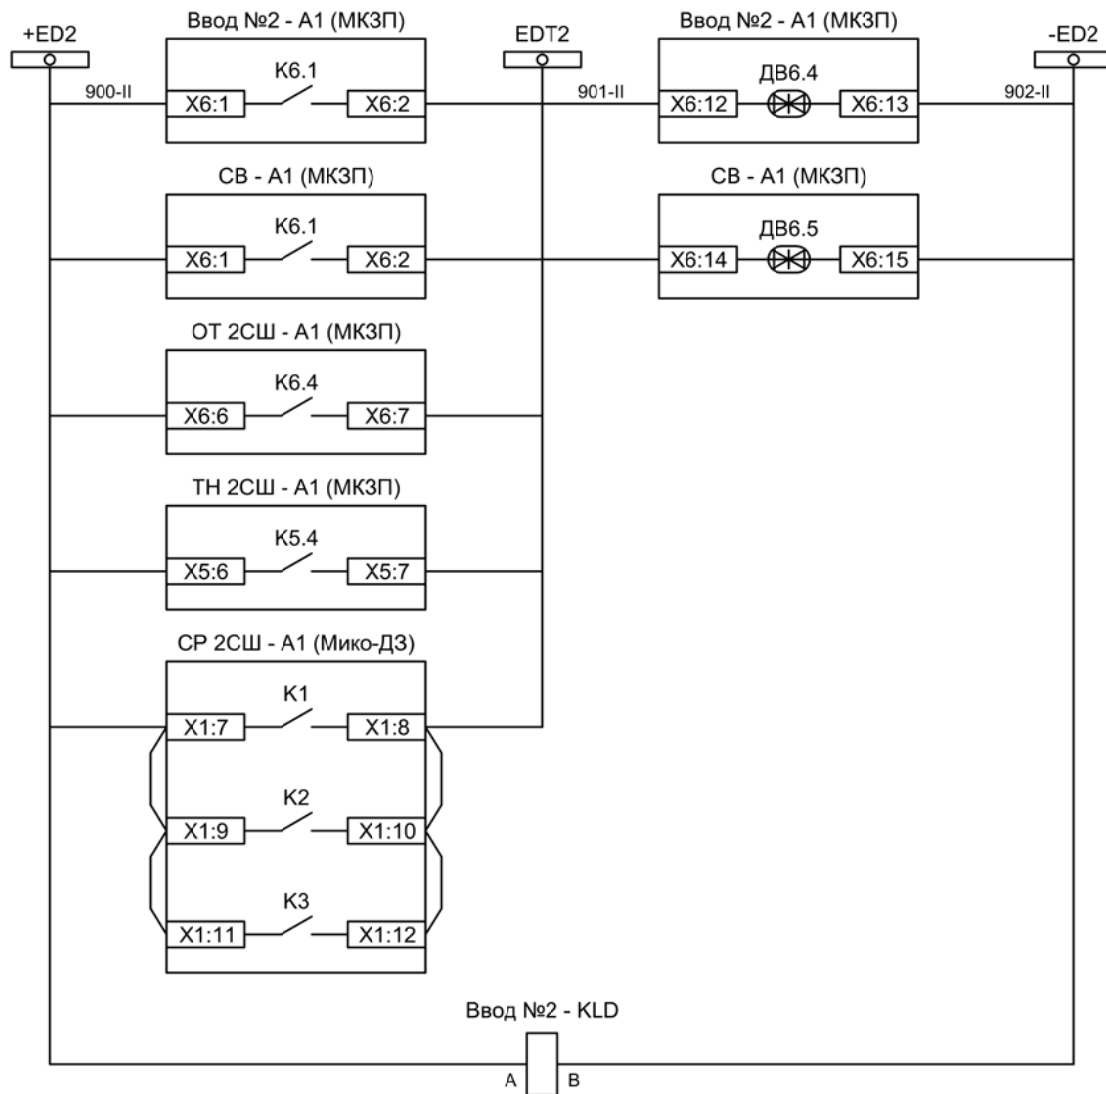 +ED2
Ввод №2 - А1 (МКЗП)
EDT2
Ввод №2 - А1 (МКЗП)
-ED2
900-II
К6.1
X6:1
X6:2
901-II
ДВ6.4
X6:12
X6:13
902-II
СВ - А1 (МКЗП)
К6.1
X6:1
X6:2
СВ - А1 (МКЗП)
ДВ6.5
X6:14
X6:15
ОТ 2СШ - А1 (МКЗП)
К6.4
X6:6
X6:7
ТН 2СШ - А1 (МКЗП)
К5.4
X5:6
X5:7
СР 2СШ - А1 (Мико-ДЗ)
К1
X1:7
X1:8
К2
X1:9
X1:10
К3
X1:11
X1:12
Ввод №2 - KLD
A
B